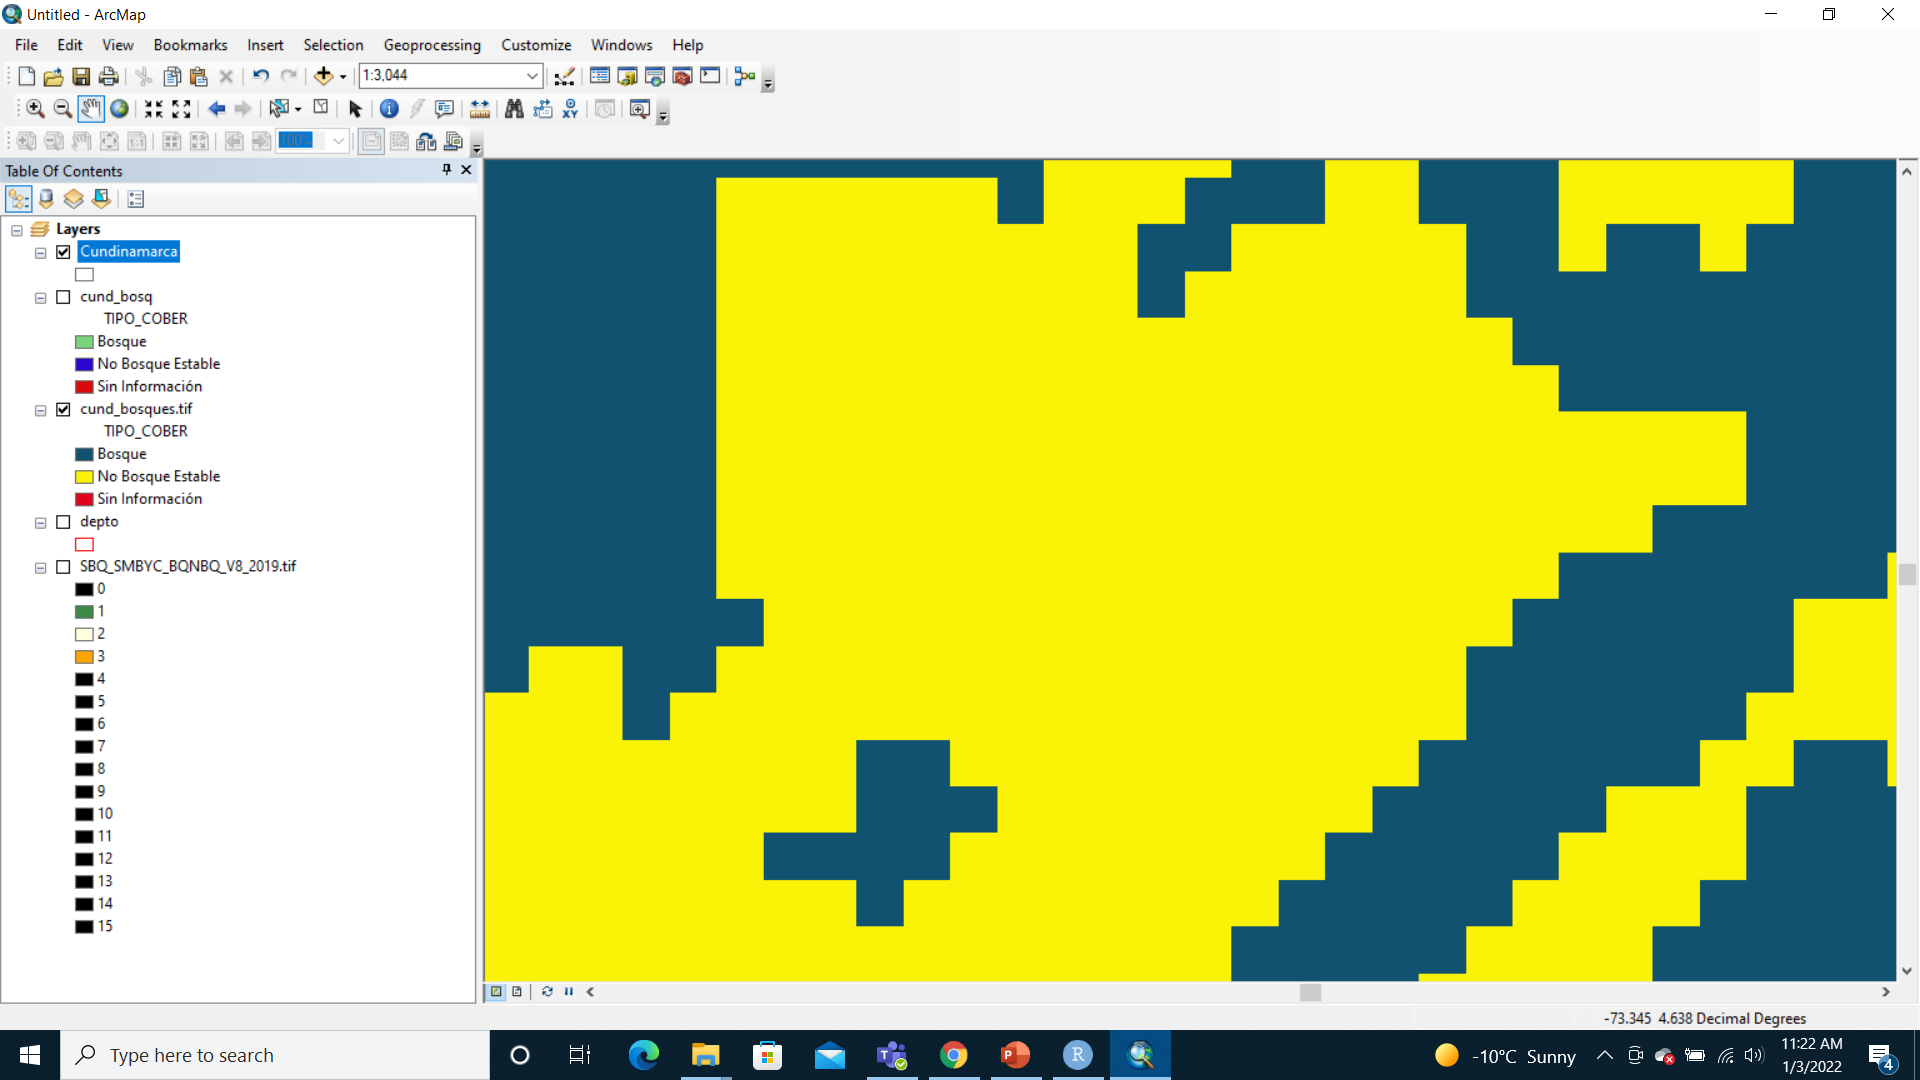 Untitled - ArcMap
File Edit View Bookmarks Insert Selection Geoprocessing Customize Windows Help
1:3,044
XY
100%
Table Of Contents
Layers
Cundinamarca
cund_bosq
TIPO_COBER
Bosque
No Bosque Estable
Sin Información
cund_bosques.tif
TIPO_COBER
Bosque
No Bosque Estable
Sin Información
depto
SBQ_SMBYC_BQNBQ_V8_2019.tif
0
1
2
3
4
5
6
7
8
9
10
11
12
13
14
15
-73.345 4.638 Decimal Degrees
Type here to search
-10°C Sunny
11:22 AM
1/3/2022
4